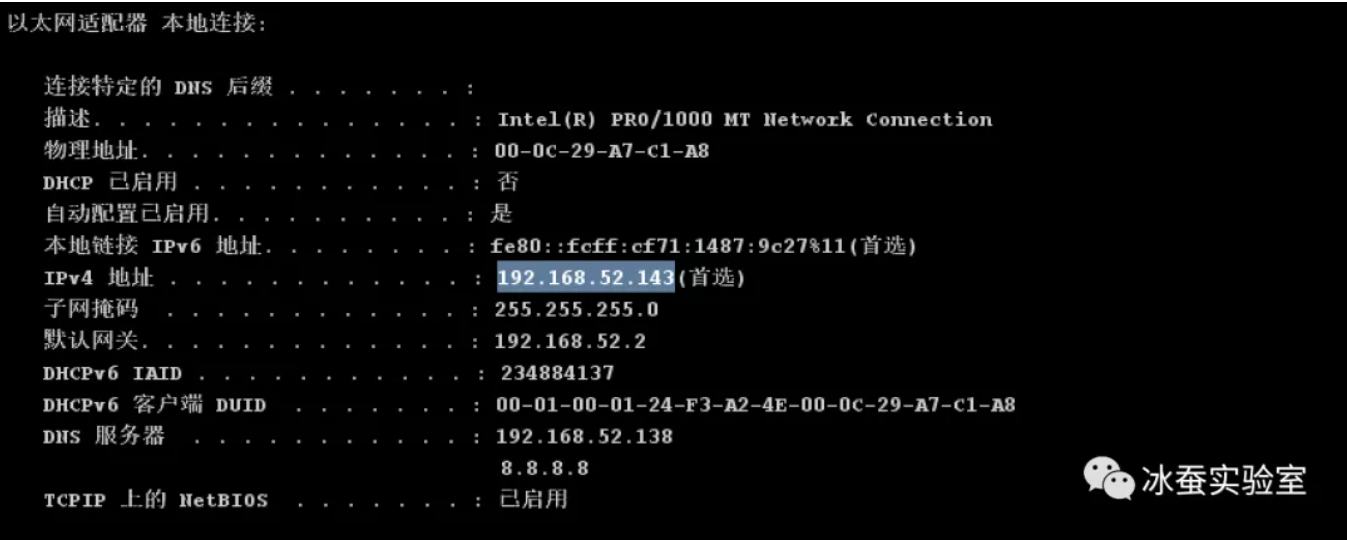 以太网适配器 本地连接:
连接特定的 DNS 后缀 . . . . . . . :
描述. . . . . . . . . . . . . . . : Intel(R) PRO/1000 MT Network Connection
物理地址. . . . . . . . . . . . . : 00-0C-29-A7-C1-A8
DHCP 已启用 . . . . . . . . . . . : 否
自动配置已启用. . . . . . . . . . : 是
本地链接 IPv6 地址. . . . . . . . : fe80::fcff:cf71:1487:9c27%11(首选)
IPv4 地址 . . . . . . . . . . . . : 192.168.52.143(首选)
子网掩码 . . . . . . . . . . . . : 255.255.255.0
默认网关. . . . . . . . . . . . . : 192.168.52.2
DHCPv6 IAID . . . . . . . . . . . : 234884137
DHCPv6 客户端 DUID . . . . . . . : 00-01-00-01-24-F3-A2-4E-00-0C-29-A7-C1-A8
DNS 服务器 . . . . . . . . . . . : 192.168.52.138
8.8.8.8
TCPIP 上的 NetBIOS . . . . . . . : 已启用
冰蚕实验室